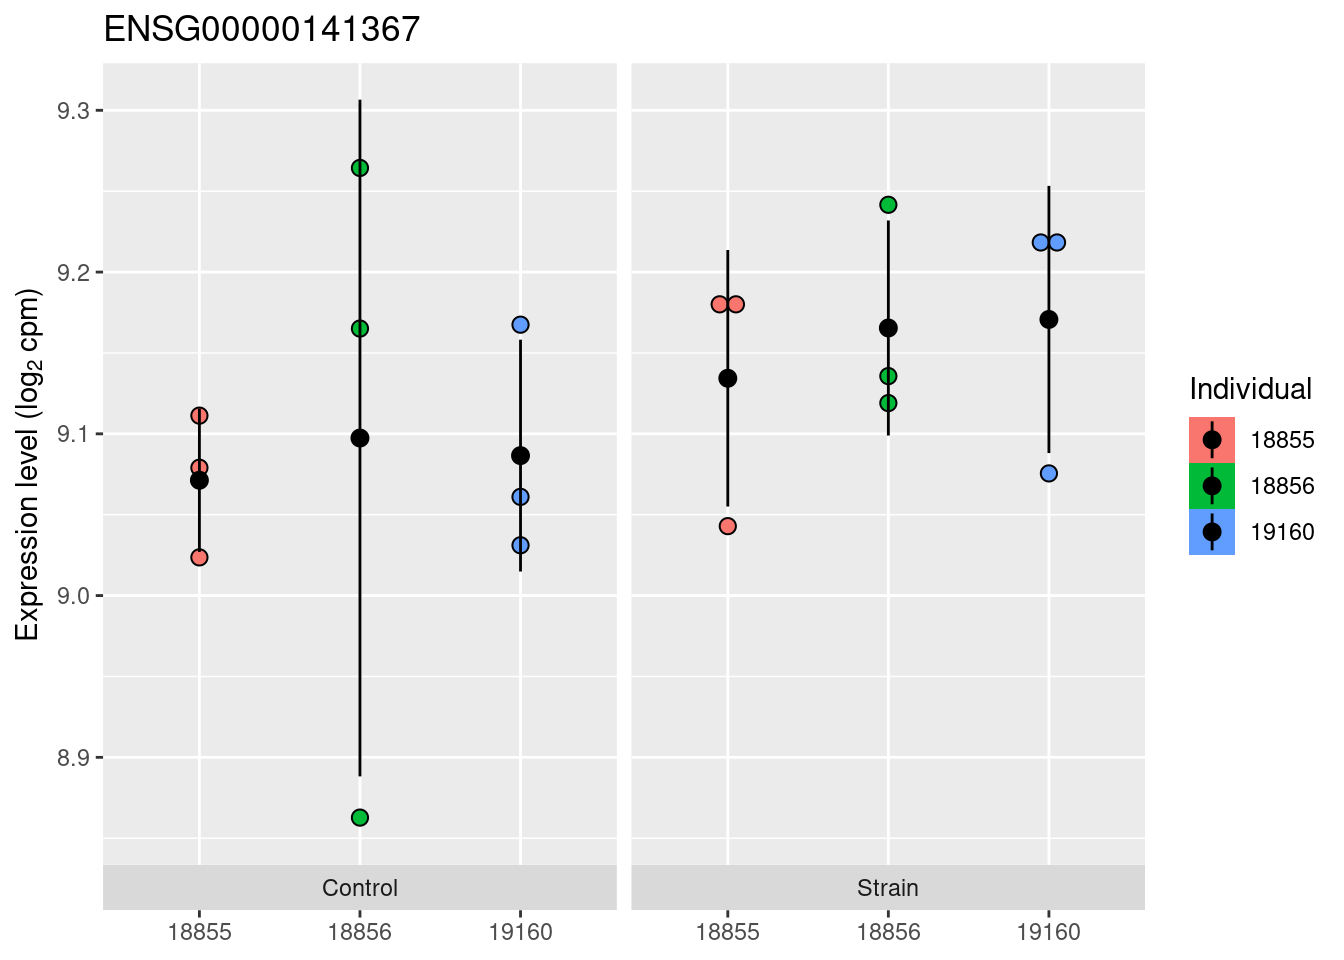 ENSG00000141367
Expression level (log₂ cpm)
9.3
9.2
9.1
9.0
8.9
Control
Strain
18855
18856
19160
18855
18856
19160
Individual
18855
18856
19160